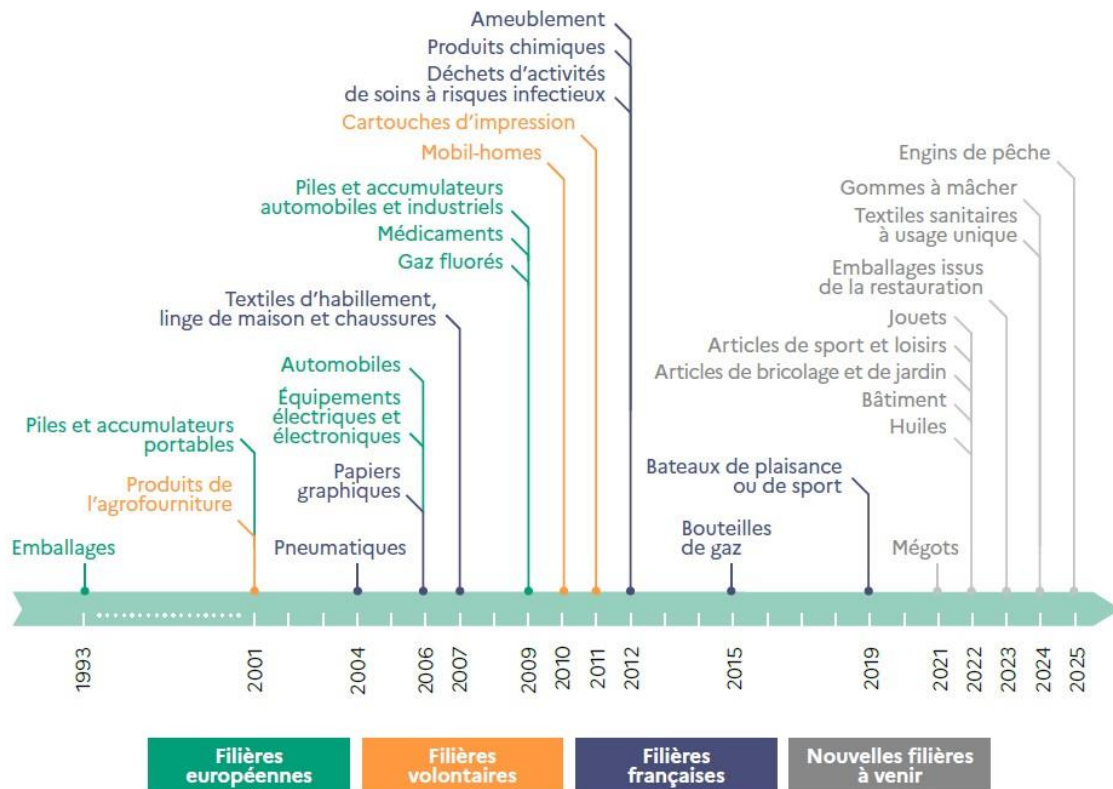 Ameublement
Produits chimiques
Déchets d'activités
de soins à risques infectieux
Cartouches d'impression
Mobil-homes
Piles et accumulateurs
automobiles et industriels
Médicaments
Gaz fluorés
Textiles d'habillement,
linge de maison et chaussures
Automobiles
Équipements
électriques et
électroniques
Piles et accumulateurs
portables
Papiers
graphiques
Produits de
l'agrofourniture
Emballages
Pneumatiques
Engins de pêche
Gommes à mâcher
Textiles sanitaires
à usage unique
Emballages issus
de la restauration
Jouets
Articles de sport et loisirs
Articles de bricolage et de jardin
Bâtiment
Huiles
Bateaux de plaisance
ou de sport
Bouteilles
de gaz
Mégots
1993
2001
2004
2006
2007
2009
2010
2011
2012
2015
2019
2021
2022
2023
2024
2025
Filières
européennes
Filières
volontaires
Filières
françaises
Nouvelles filières
à venir